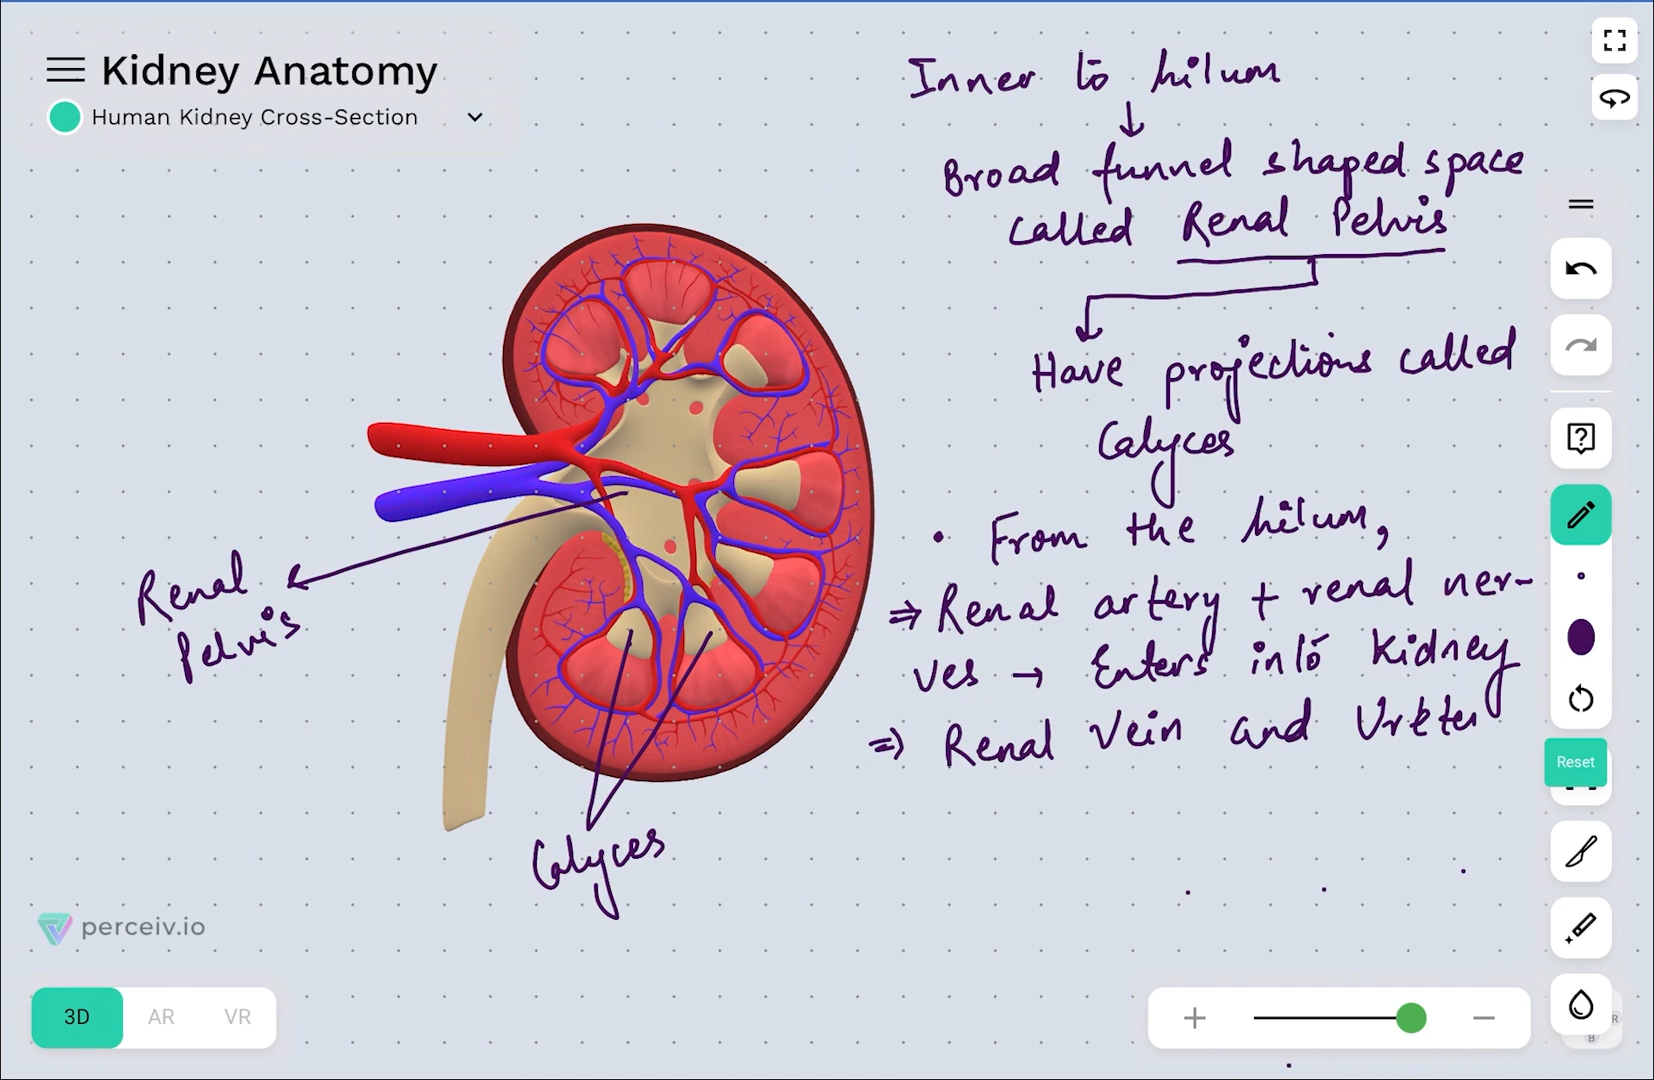 Kidney Anatomy
Human Kidney Cross-Section
Inner to hilum
Broad funnel shaped space
called Renal Pelvis
Have projections called
Calyces
• From the hilum,
⇒ Renal artery + renal ner-
ves → Enters into Kidney
⇒ Renal Vein and Ureter
Renal
Pelvis
Calyces
Reset
perceiv.io
3D AR VR
R
B